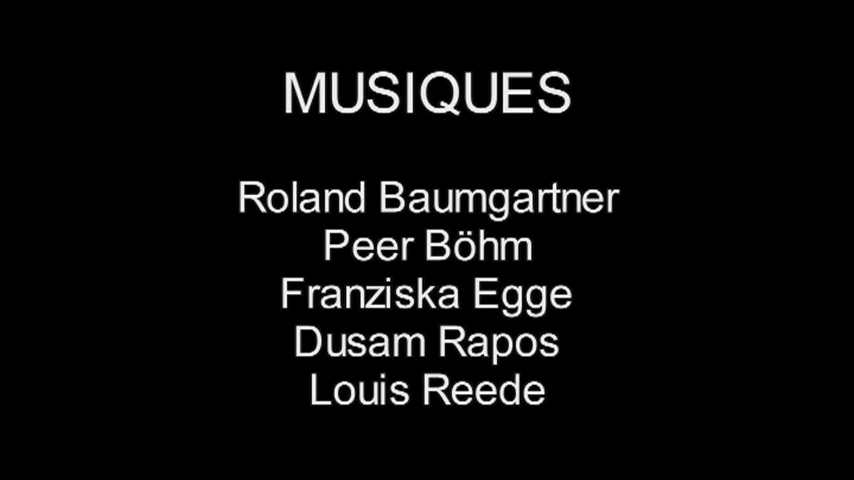 MUSIQUES
Roland Baumgartner
Peer Böhm
Franziska Egge
Dusam Rapos
Louis Reede